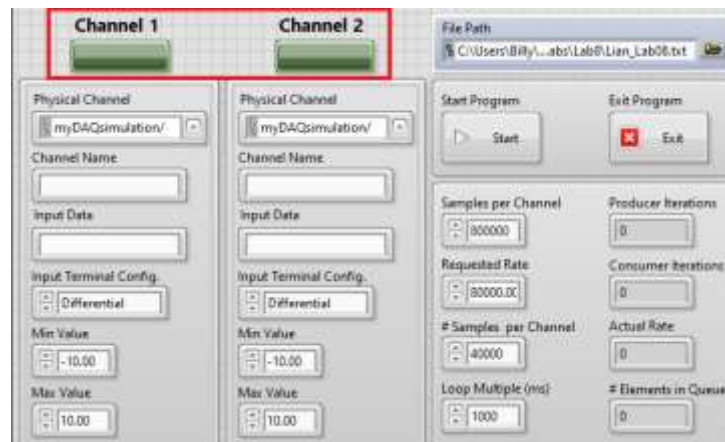 Channel 1
Channel 2
File Path
C:\Users\Billy\...abs\Lab8\Lian_Lab08.txt
Physical Channel
myDAQsimulation/
Channel Name
Input Data
Input Terminal Config.
Differential
Min Value
-10.00
Max Value
10.00
Physical Channel
myDAQsimulation/
Channel Name
Input Data
Input Terminal Config.
Differential
Min Value
-10.00
Max Value
10.00
Start Program
Start
Exit Program
Exit
Samples per Channel
800000
Requested Rate
80000.0
# Samples per Channel
40000
Loop Multiple (ms)
1000
Producer Iterations
0
Consumer Iterations
0
Actual Rate
0
# Elements in Queue
0